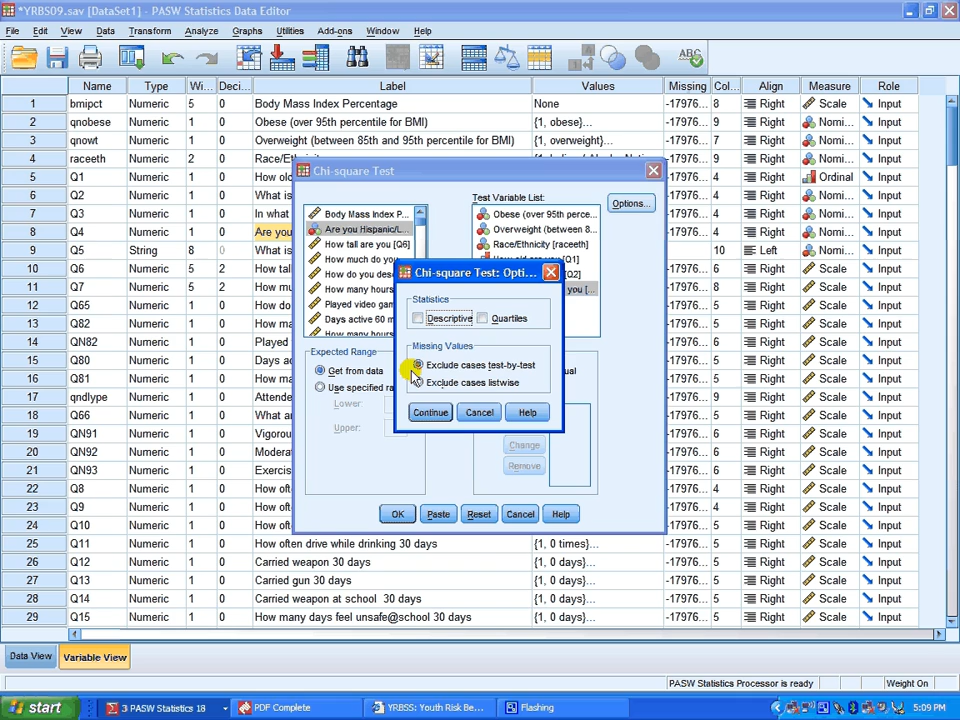 *YRBS09.sav [DataSet1] - PASW Statistics Data Editor
File Edit View Data Transform Analyze Graphs Utilities Add-ons Window Help
ABC
Name Type Wi... Deci... Label Values Missing Col... Align Measure Role
1 bmipct Numeric 5 0 Body Mass Index Percentage None -17976... 8 Right Scale Input
2 qnobese Numeric 1 0 Obese (over 95th percentile for BMI) {1, obese}... -17976... 9 Right Nomi... Input
3 qnowt Numeric 1 0 Overweight (between 85th and 95th percentile for BMI) {1, overweight}... -17976... 7 Right Nomi... Input
4 raceeth Numeric 2 0 Race/Ethnicity -17976... 9 Right Nomi... Input
5 Q1 Numeric 1 0 How old -17976... 6 Right Ordinal Input
6 Q2 Numeric 1 0 What is -17976... 4 Right Nomi... Input
7 Q3 Numeric 1 0 In what -17976... 4 Right Nomi... Input
8 Q4 Numeric 1 0 Are you -17976... 4 Right Nomi... Input
9 Q5 String 8 0 What is 10 Left Nomi... Input
10 Q6 Numeric 5 2 How tal -17976... 6 Right Scale Input
11 Q7 Numeric 5 2 How mu -17976... 8 Right Scale Input
12 Q65 Numeric 1 0 How do -17976... 5 Right Scale Input
13 Q82 Numeric 1 0 Played -17976... 5 Right Scale Input
14 QN82 Numeric 1 0 Played -17976... 6 Right Scale Input
15 Q80 Numeric 1 0 Days ac -17976... 5 Right Scale Input
16 Q81 Numeric 1 0 How ma -17976... 5 Right Scale Input
17 qndlype Numeric 1 0 Attende -17976... 9 Right Scale Input
18 Q66 Numeric 1 0 What ar -17976... 5 Right Scale Input
19 QN91 Numeric 1 0 Vigorou -17976... 6 Right Scale Input
20 QN92 Numeric 1 0 Modera -17976... 6 Right Scale Input
21 QN93 Numeric 1 0 Exercis -17976... 6 Right Scale Input
22 Q8 Numeric 1 0 How oft -17976... 4 Right Scale Input
23 Q9 Numeric 1 0 How oft -17976... 4 Right Scale Input
24 Q10 Numeric 1 0 How oft -17976... 5 Right Scale Input
25 Q11 Numeric 1 0 How often drive while drinking 30 days {1, 0 times}... -17976... 5 Right Scale Input
26 Q12 Numeric 1 0 Carried weapon 30 days {1, 0 days}... -17976... 5 Right Scale Input
27 Q13 Numeric 1 0 Carried gun 30 days {1, 0 days}... -17976... 5 Right Scale Input
28 Q14 Numeric 1 0 Carried weapon at school 30 days {1, 0 days}... -17976... 5 Right Scale Input
29 Q15 Numeric 1 0 How many days feel unsafe@school 30 days {1, 0 days}... -17976... 5 Right Scale Input
Chi-square Test
Body Mass Index P...
Are you Hispanic/L...
How tall are you [Q6]
How much do you
How do you des
How many hours
Played video gam
Days active 60 m
How many hours
Test Variable List:
Obese (over 95th perce...
Overweight (between 8...
Race/Ethnicity [raceeth]
How old are you [Q1]
[Q2]
you [...
Options...
Expected Range
Get from data
Use specified ra
Lower:
Upper:
ual
Change
Remove
OK Paste Reset Cancel Help
Chi-square Test: Opti...
Statistics
Descriptive Quartiles
Missing Values
Exclude cases test-by-test
Exclude cases listwise
Continue Cancel Help
Data View Variable View
PASW Statistics Processor is ready Weight On
start 3 PASW Statistics 18 PDF Complete YRBSS: Youth Risk Be... Flashing 5:09 PM